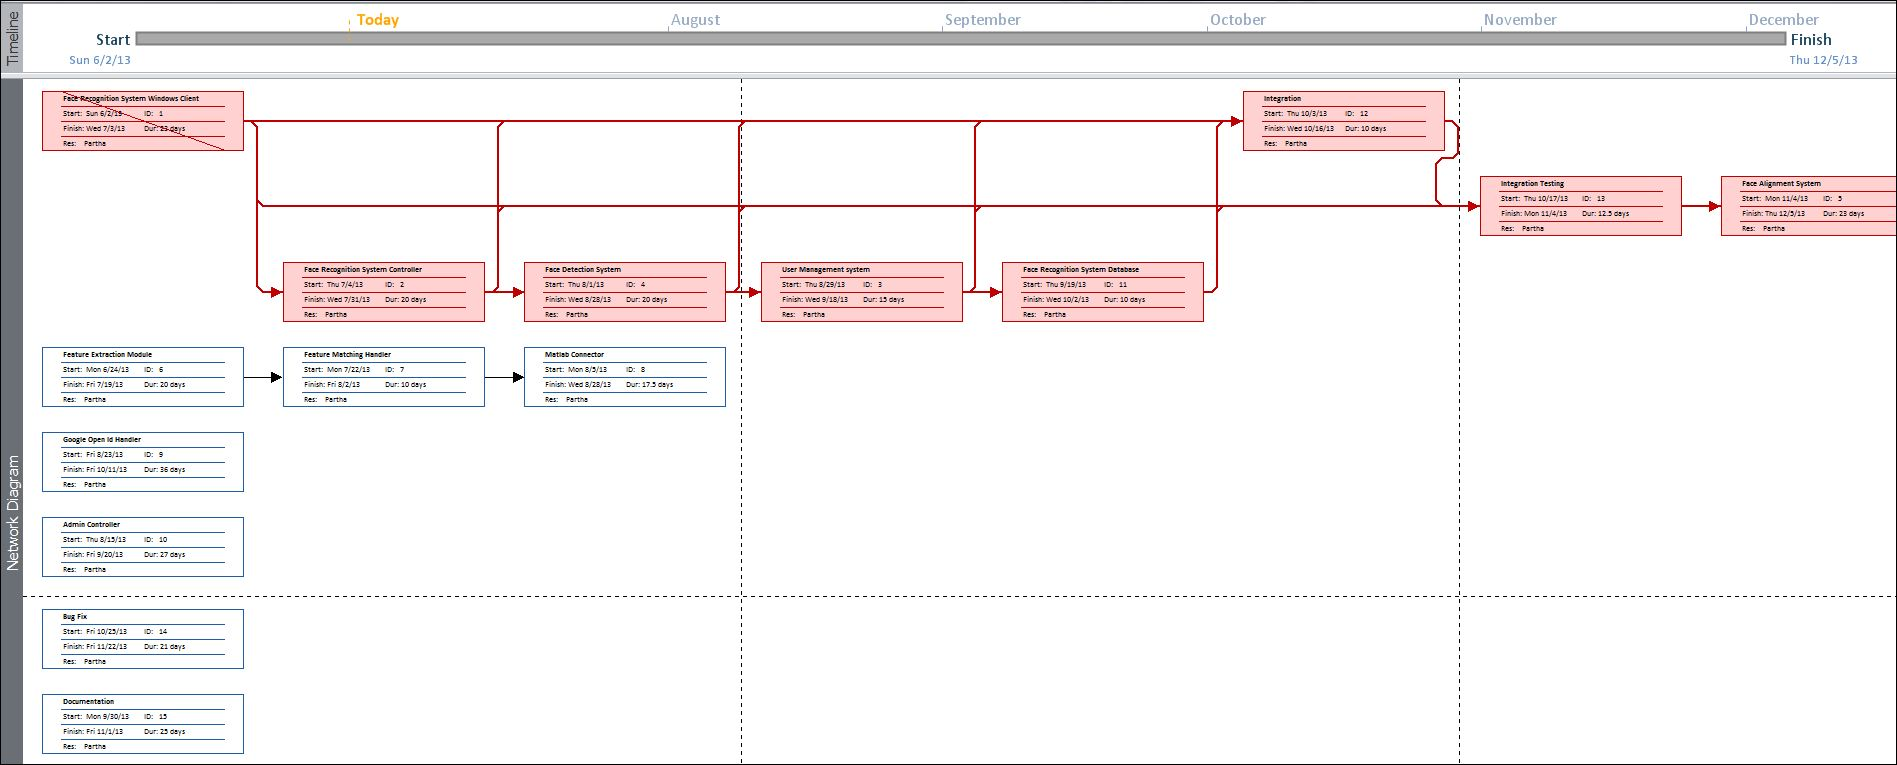 Timeline
Today
August
September
October
November
December
Start
Finish
Sun 6/2/13
Thu 12/5/13
Network Diagram
Face Recognition System Windows Client
Start: Sun 6/2/13 ID: 1
Finish: Wed 7/3/13 Dur: 23 days
Res: Partha
Integration
Start: Thu 10/3/13 ID: 12
Finish: Wed 10/16/13 Dur: 10 days
Res: Partha
Integration Testing
Start: Thu 10/17/13 ID: 13
Finish: Mon 11/4/13 Dur: 12.5 days
Res: Partha
Face Alignment System
Start: Mon 11/4/13 ID: 5
Finish: Thu 12/5/13 Dur: 23 days
Res: Partha
Face Recognition System Controller
Start: Thu 7/4/13 ID: 2
Finish: Wed 7/31/13 Dur: 20 days
Res: Partha
Face Detection System
Start: Thu 8/1/13 ID: 4
Finish: Wed 8/28/13 Dur: 20 days
Res: Partha
User Management system
Start: Thu 8/29/13 ID: 3
Finish: Wed 9/18/13 Dur: 15 days
Res: Partha
Face Recognition System Database
Start: Thu 9/19/13 ID: 11
Finish: Wed 10/2/13 Dur: 10 days
Res: Partha
Feature Extraction Module
Start: Mon 6/24/13 ID: 6
Finish: Fri 7/19/13 Dur: 20 days
Res: Partha
Feature Matching Handler
Start: Mon 7/22/13 ID: 7
Finish: Fri 8/2/13 Dur: 10 days
Res: Partha
Matlab Connector
Start: Mon 8/5/13 ID: 8
Finish: Wed 8/28/13 Dur: 17.5 days
Res: Partha
Google Open Id Handler
Start: Fri 8/23/13 ID: 9
Finish: Fri 10/11/13 Dur: 36 days
Res: Partha
Admin Controller
Start: Thu 8/15/13 ID: 10
Finish: Fri 9/20/13 Dur: 27 days
Res: Partha
Bug Fix
Start: Fri 10/25/13 ID: 14
Finish: Fri 11/22/13 Dur: 21 days
Res: Partha
Documentation
Start: Mon 9/30/13 ID: 15
Finish: Fri 11/1/13 Dur: 25 days
Res: Partha